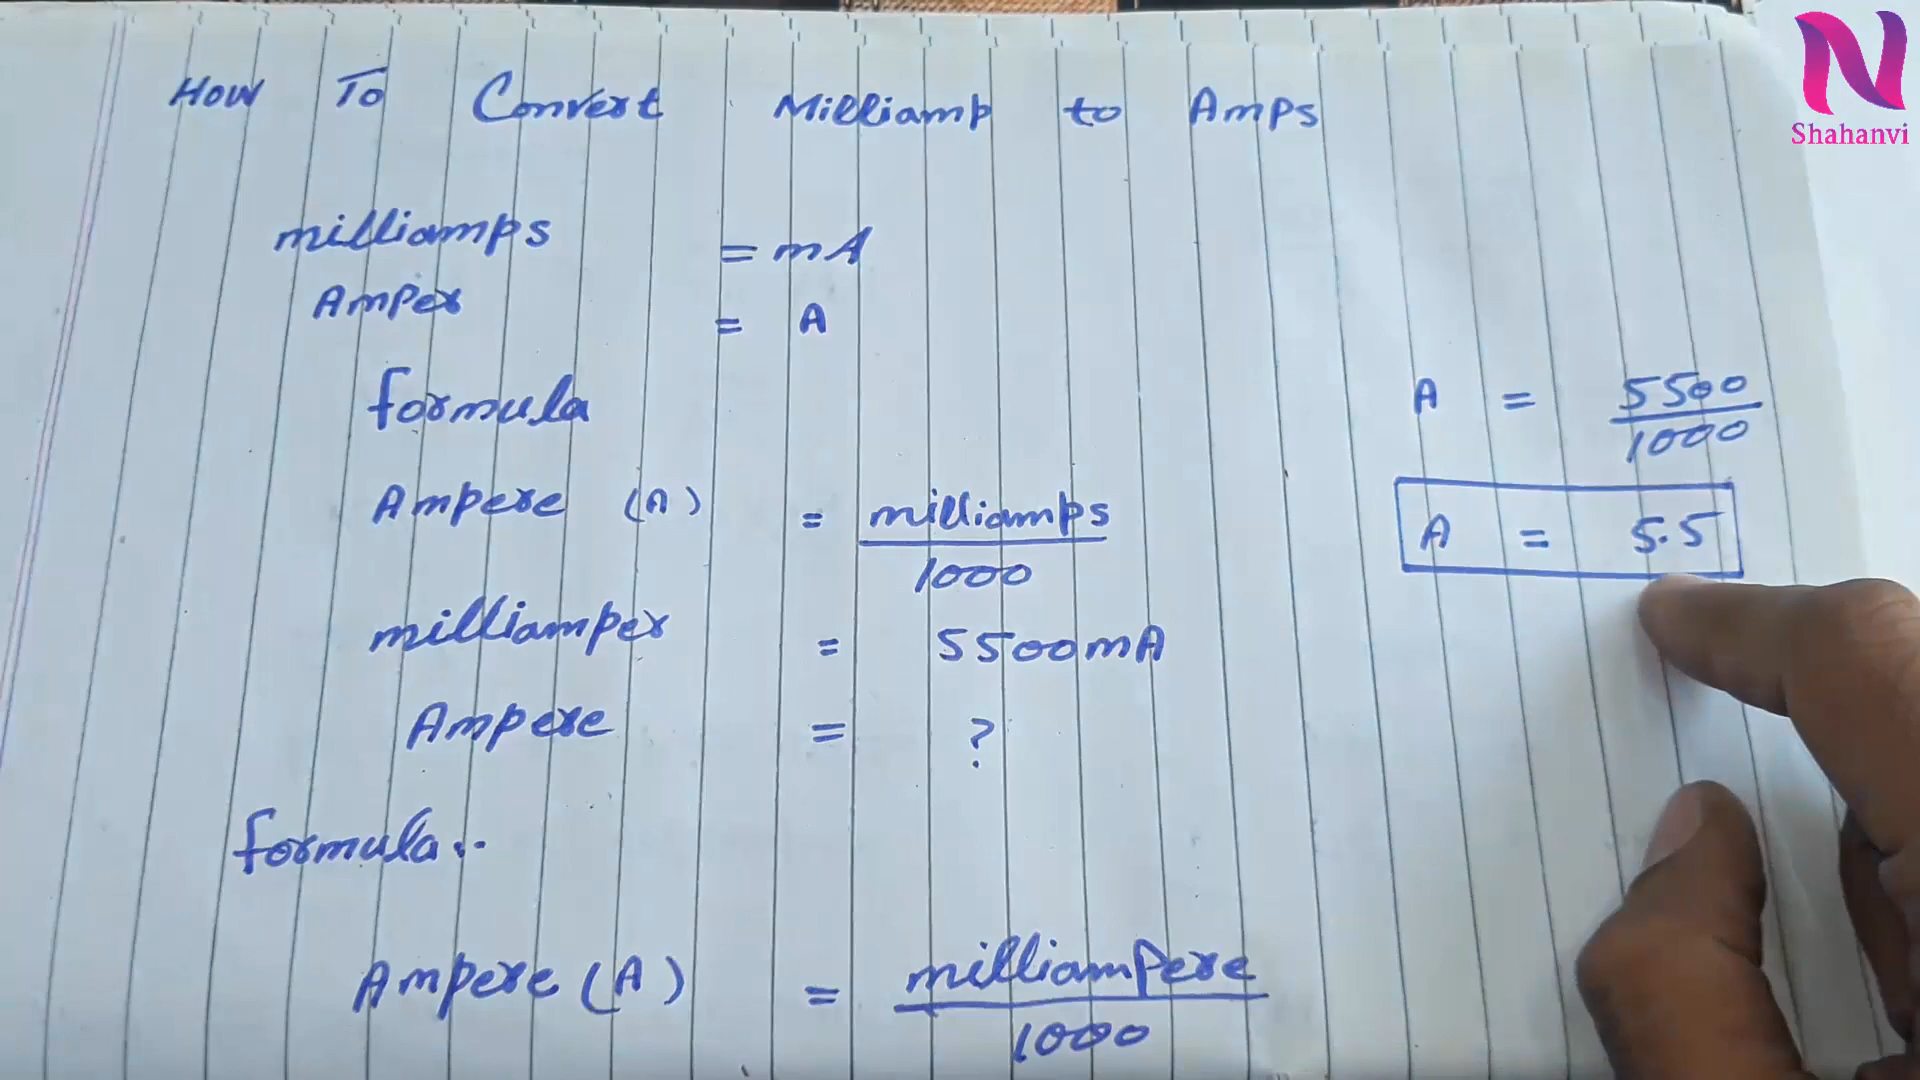 How To Convert Milliamp to Amps
milliamps = mA
Amper = A
formula
Ampere (A) = milliamps
1000
milliamper = 5500mA
Ampere = ?
formula..
Ampere (A) = milliampere
1000
A = 5500
1000
A = 5.5
N
Shahanvi